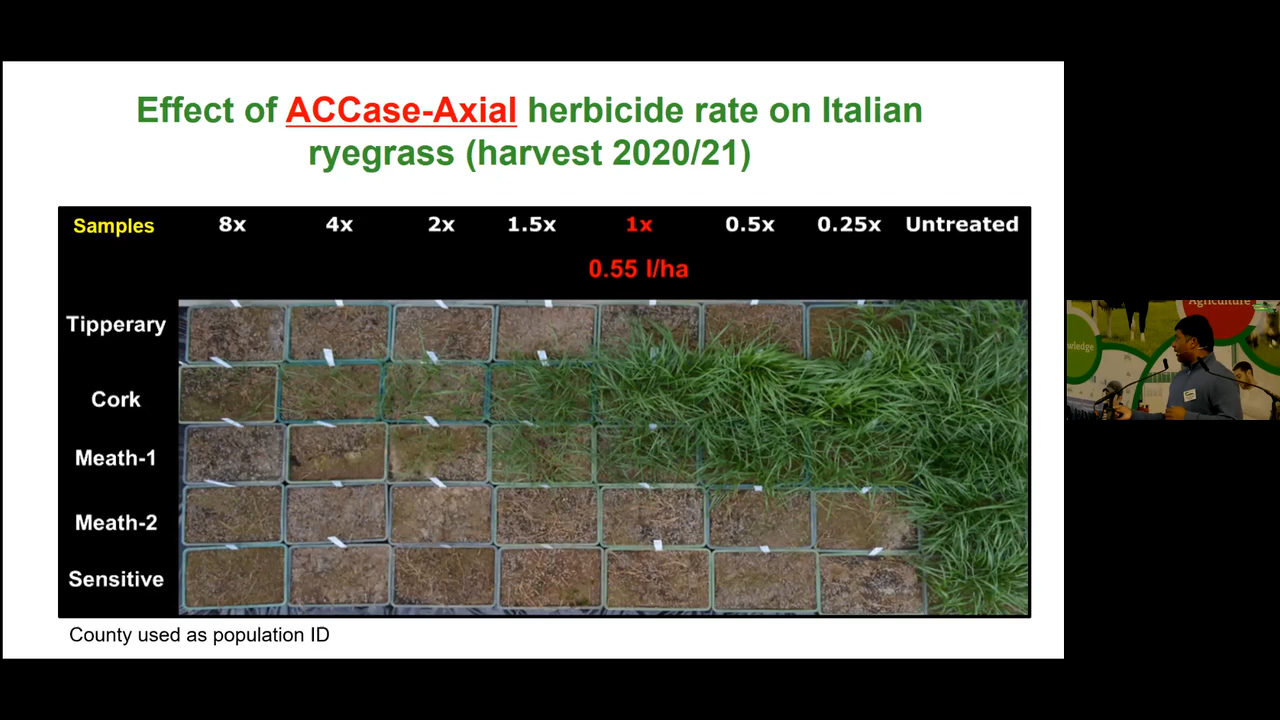 Effect of ACCase-Axial herbicide rate on Italian
ryegrass (harvest 2020/21)
Samples 8x 4x 2x 1.5x 1x 0.5x 0.25x Untreated
0.55 l/ha
Tipperary
Cork
Meath-1
Meath-2
Sensitive
County used as population ID
Agriculture
wledge